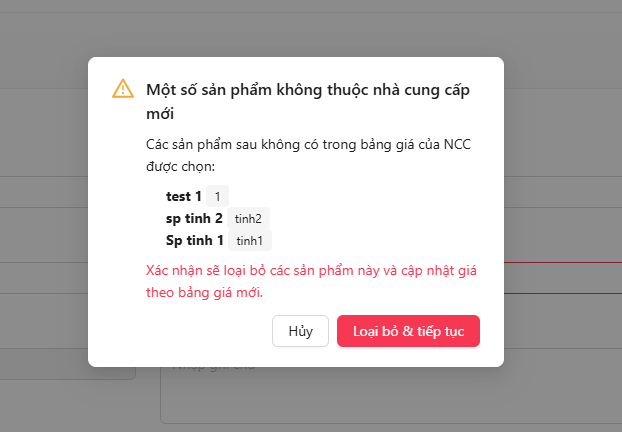 Một số sản phẩm không thuộc nhà cung cấp
mới
Các sản phẩm sau không có trong bảng giá của NCC
được chọn:
test 1 1
sp tinh 2 tinh2
Sp tinh 1 tinh1
Xác nhận sẽ loại bỏ các sản phẩm này và cập nhật giá
theo bảng giá mới.
Hủy Loại bỏ & tiếp tục